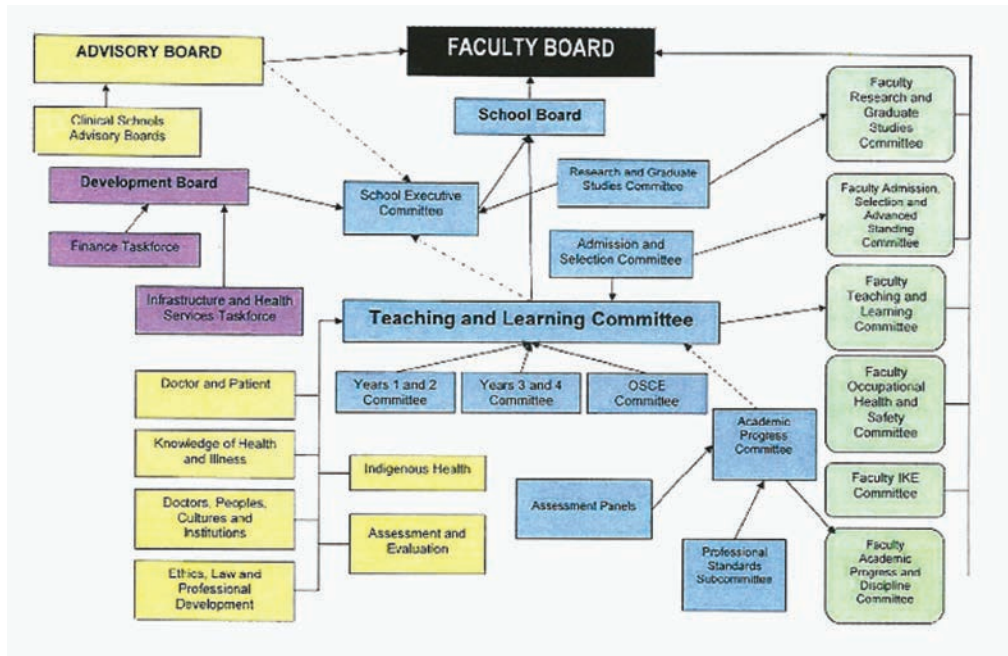 ADVISORY BOARD
FACULTY BOARD
Clinical Schools
Advisory Boards
School Board
Faculty
Research and
Graduate
Studies
Committee
Development Board
School Executive
Committee
Research and Graduate
Studies Committee
Faculty Admission,
Selection and
Advanced
Standing
Committee
Finance Taskforce
Admission and
Selection Committee
Infrastructure and Health
Services Taskforce
Teaching and Learning Committee
Faculty
Teaching and
Learning
Committee
Doctor and Patient
Years 1 and 2
Committee
Years 3 and 4
Committee
OSCE
Committee
Faculty
Occupational
Health and
Safety
Committee
Knowledge of Health
and Illness
Indigenous Health
Academic
Progress
Committee
Doctors, Peoples,
Cultures and
Institutions
Assessment and
Evaluation
Assessment Panels
Faculty IKE
Committee
Ethics, Law and
Professional
Development
Professional
Standards
Subcommittee
Faculty
Academic
Progress and
Discipline
Committee